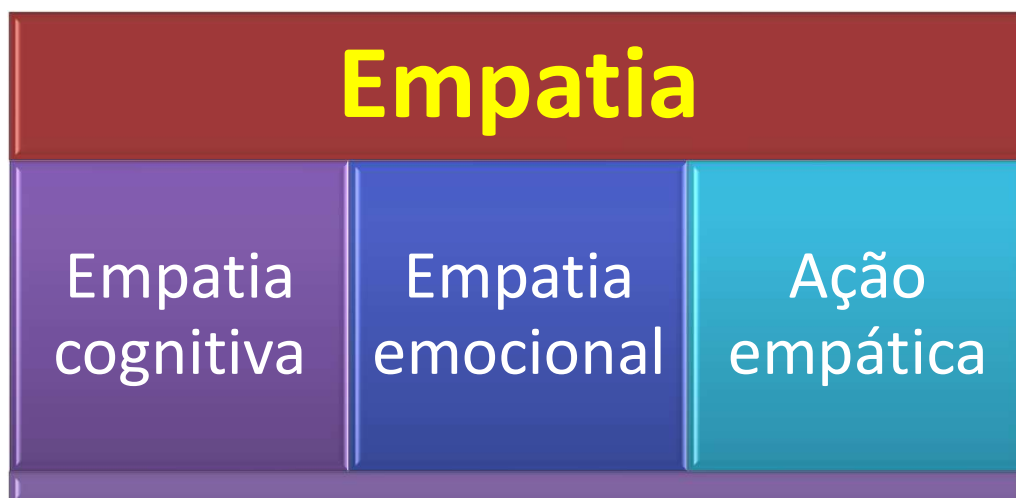 Empatia
Empatia
cognitiva
Empatia
emocional
Ação
empática